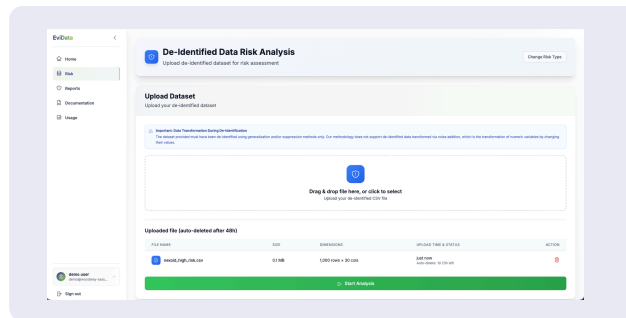 EviData
Home
Risk
Reports
Documentation
Usage
demo user
Sign out
De-Identified Data Risk Analysis
Upload de-identified dataset for risk assessment
Change Risk Type
Upload Dataset
Upload your de-identified dataset
Important: Data Transformation During De-Identification
The dataset provided must have been de-identified using generalization and/or suppression methods only. Our methodology does not support de-identified data transformed via noise addition, which is the transformation of numeric variables by changing
their values.
Drag & drop file here, or click to select
Upload your de-identified CSV file
Uploaded file (auto-deleted after 48h)
FILE NAME SIZE DIMENSIONS UPLOAD TIME & STATUS ACTION
nexoid_high_risk.csv 0.1 MB 1,000 rows × 30 cols just now
Auto-delete:
Start Analysis